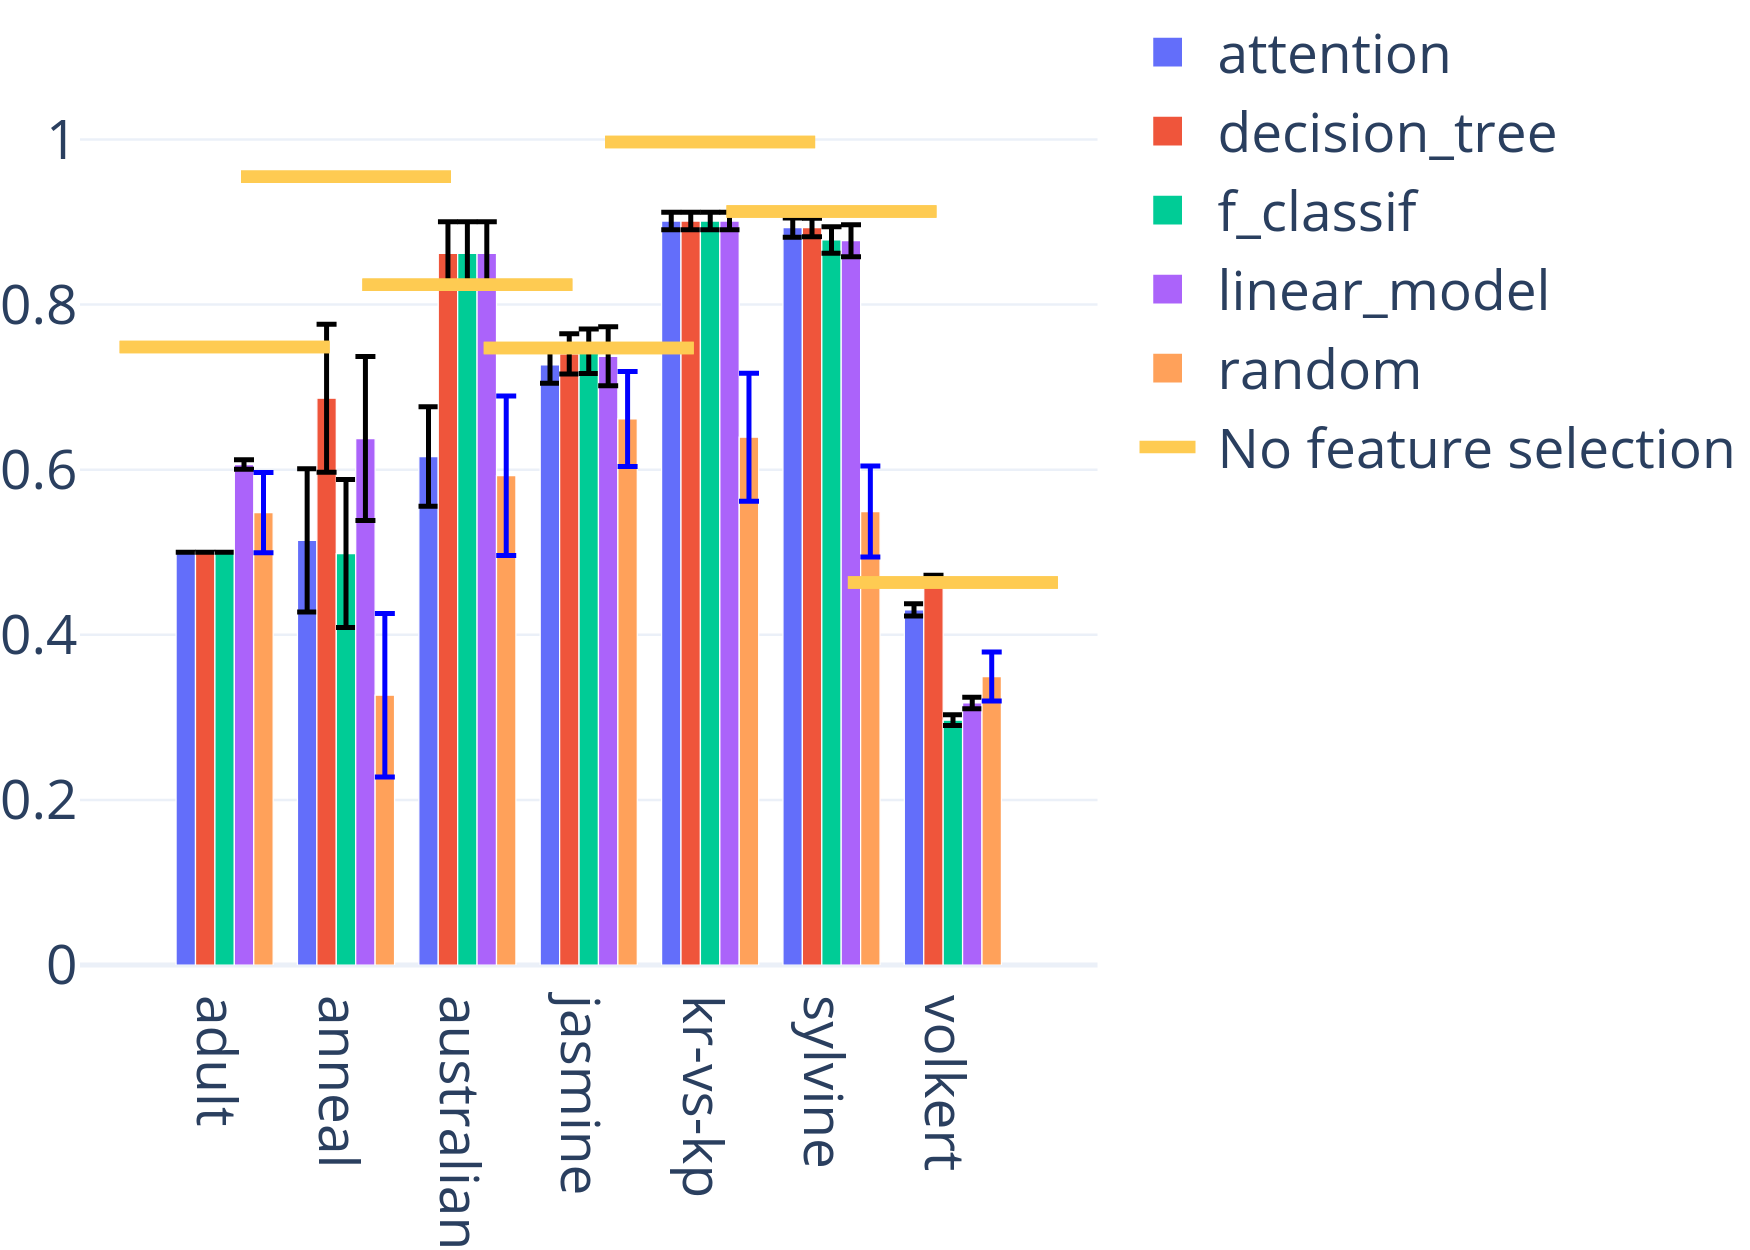 attention
decision_tree
f_classif
linear_model
random
No feature selection
1
0.8
0.6
0.4
0.2
0
adult
anneal
australian
jasmine
kr-vs-kp
sylvine
volkert